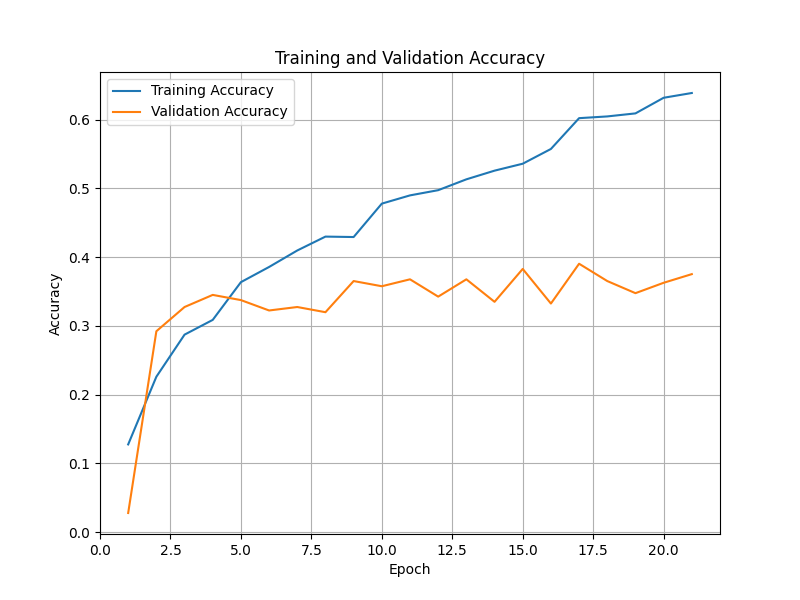 Training and Validation Accuracy
Training Accuracy
Validation Accuracy
0.6
0.5
0.4
0.3
0.2
0.1
0.0
Accuracy
0.0 2.5 5.0 7.5 10.0 12.5 15.0 17.5 20.0
Epoch